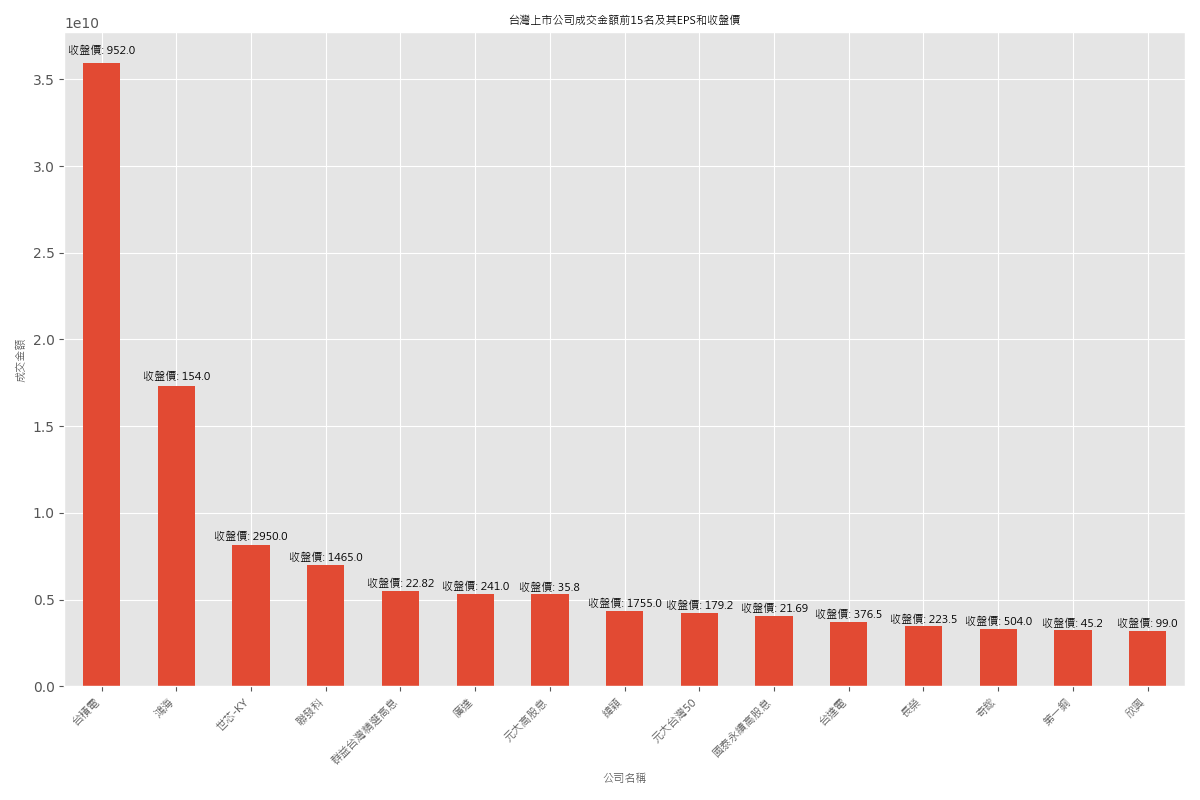 台灣上市公司成交金額前15名及其EPS和收盤價
1e10
3.5
3.0
2.5
2.0
1.5
1.0
0.5
0.0
成交金額
收盤價: 952.0
收盤價: 154.0
收盤價: 2950.0
收盤價: 1465.0
收盤價: 22.82
收盤價: 241.0
收盤價: 35.8
收盤價: 1755.0
收盤價: 179.2
收盤價: 21.69
收盤價: 376.5
收盤價: 223.5
收盤價: 504.0
收盤價: 45.2
收盤價: 99.0
台積電
鴻海
世芯-KY
聯發科
群益台灣精選高息
廣達
元大高股息
緯穎
元大台灣50
國泰永續高股息
台達電
長榮
奇鋐
第一銅
欣興
公司名稱